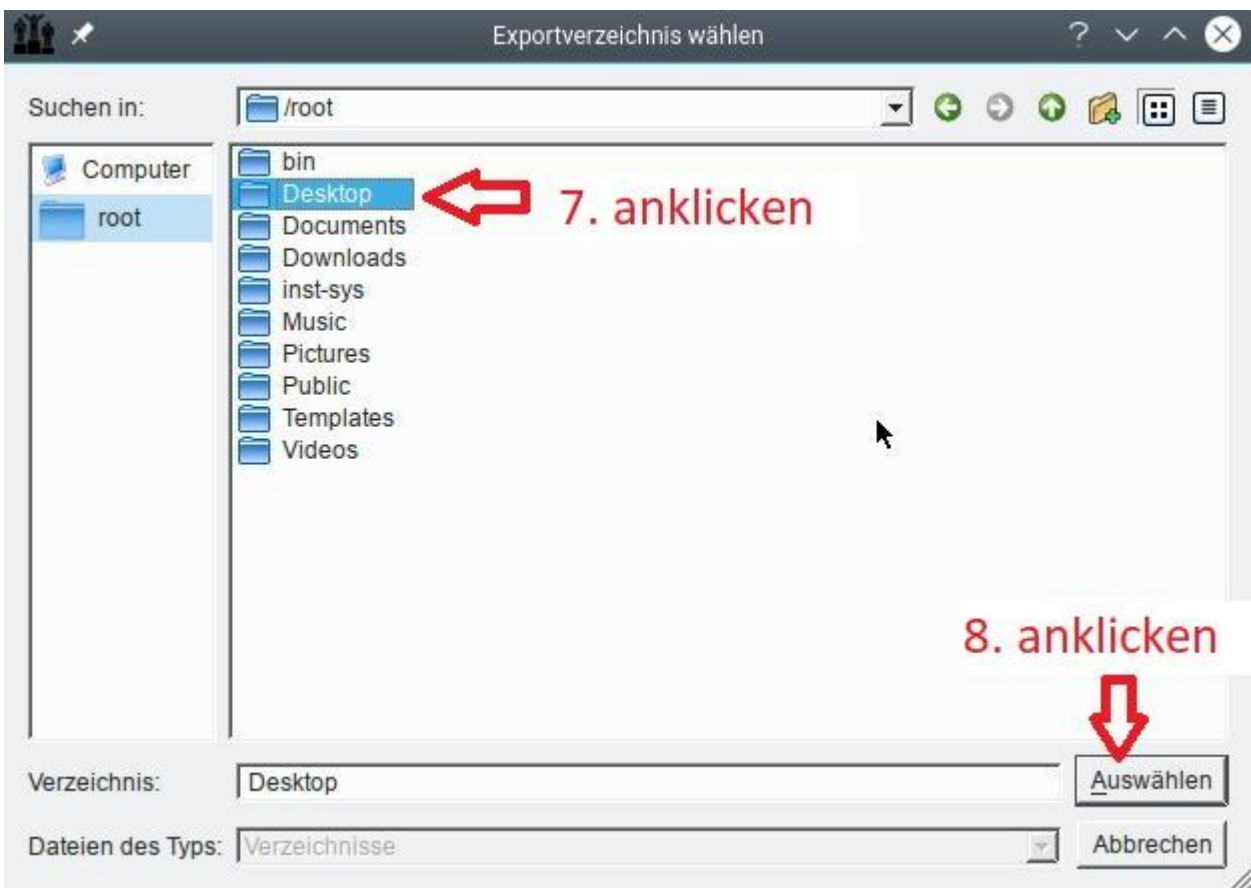 Exportverzeichnis wählen
Suchen in: /root
Computer
root
bin
Desktop
7. anklicken
Documents
Downloads
inst-sys
Music
Pictures
Public
Templates
Videos
8. anklicken
Verzeichnis: Desktop Auswählen
Dateien des Typs: Verzeichnisse Abbrechen